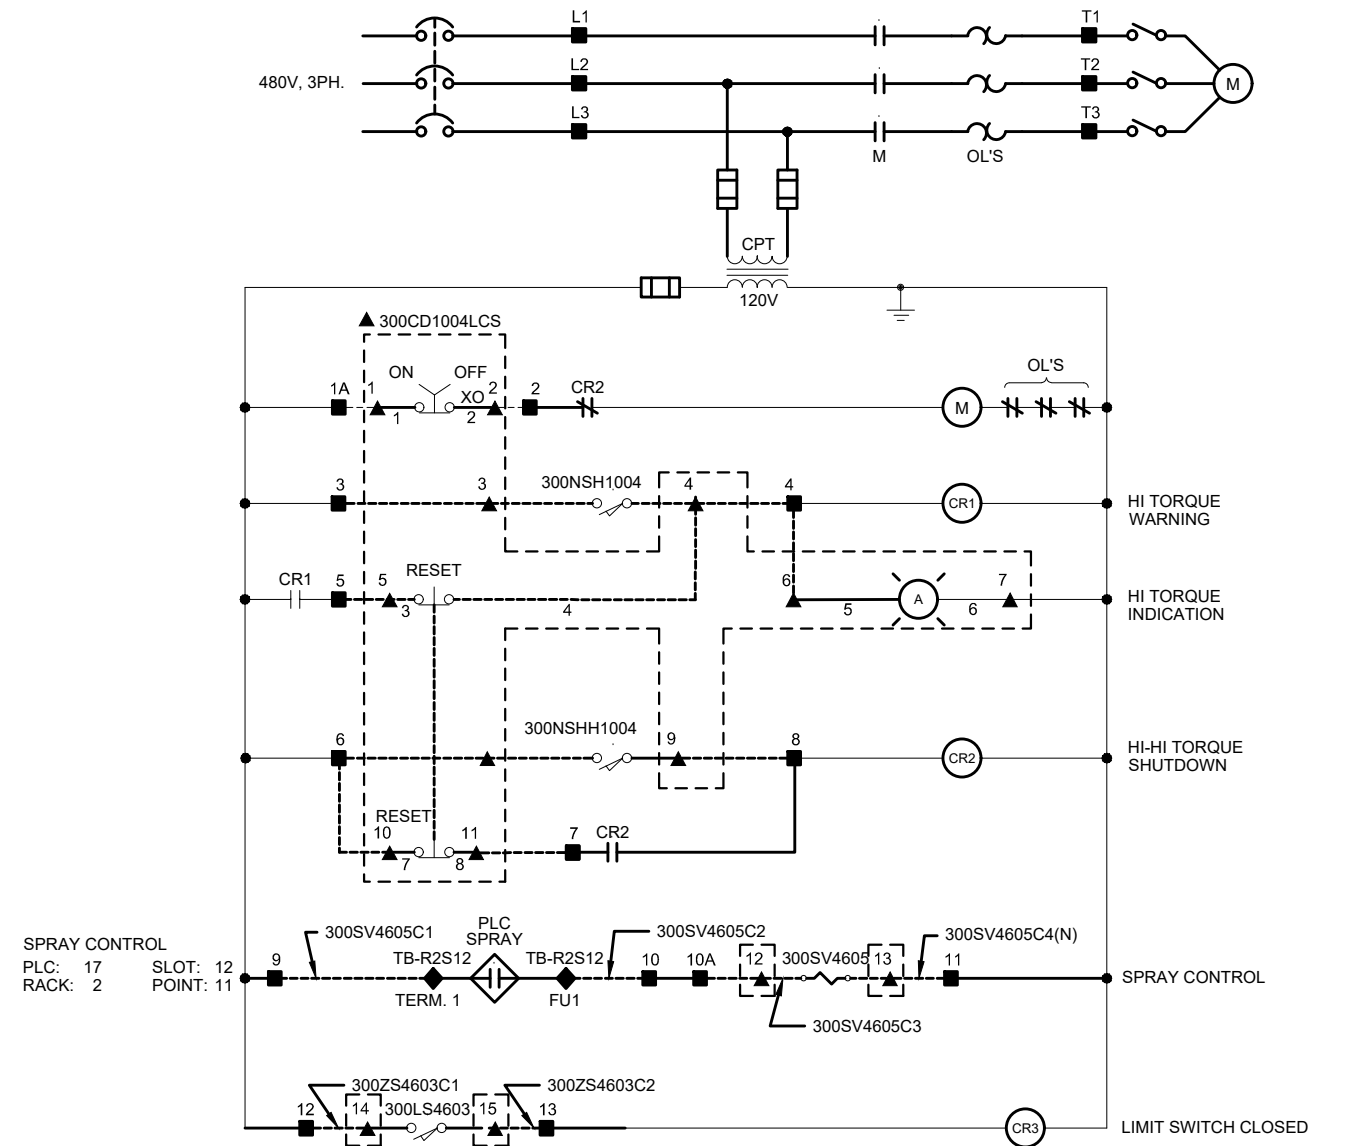 L1
T1
L2
T2
480V, 3PH.
M
L3
T3
M
OL'S
CPT
120V
300CD1004LCS
ON
OFF
OL'S
1A
1
XO
2
2
CR2
1
2
M
3
3
300NSH1004
4
4
CR1
HI TORQUE
WARNING
CR1
5
5
RESET
3
4
6
5
A
6
7
HI TORQUE
INDICATION
6
300NSHH1004
9
8
CR2
HI-HI TORQUE
SHUTDOWN
RESET
10
11
7
CR2
7
8
SPRAY CONTROL
PLC: 17 SLOT: 12
RACK: 2 POINT: 11
9
300SV4605C1
TB-R2S12
TERM. 1
PLC
SPRAY
TB-R2S12
FU1
300SV4605C2
10
10A
12
300SV4605
13
300SV4605C4(N)
11
300SV4605C3
SPRAY CONTROL
12
300ZS4603C1
14
300LS4603
15
300ZS4603C2
13
CR3
LIMIT SWITCH CLOSED